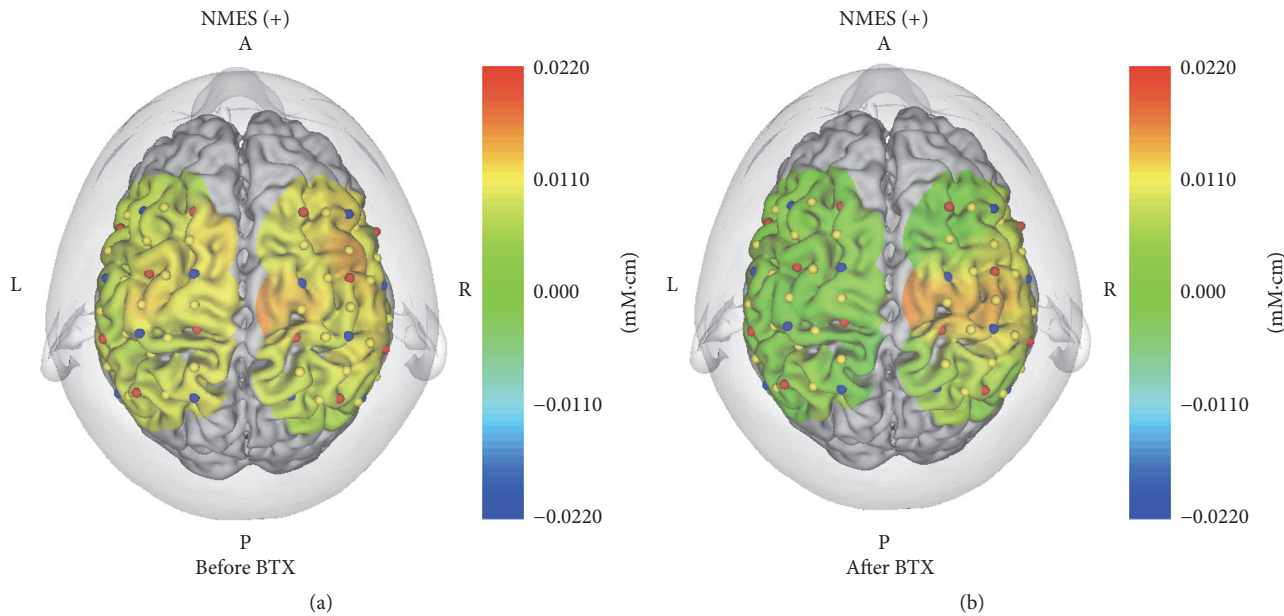 NMES (+)
A
L
R
P
Before BTX
(a)
0.0220
0.0110
0.000
−0.0110
−0.0220
(mM·cm)
NMES (+)
A
L
R
P
After BTX
(b)
0.0220
0.0110
0.000
−0.0110
−0.0220
(mM·cm)